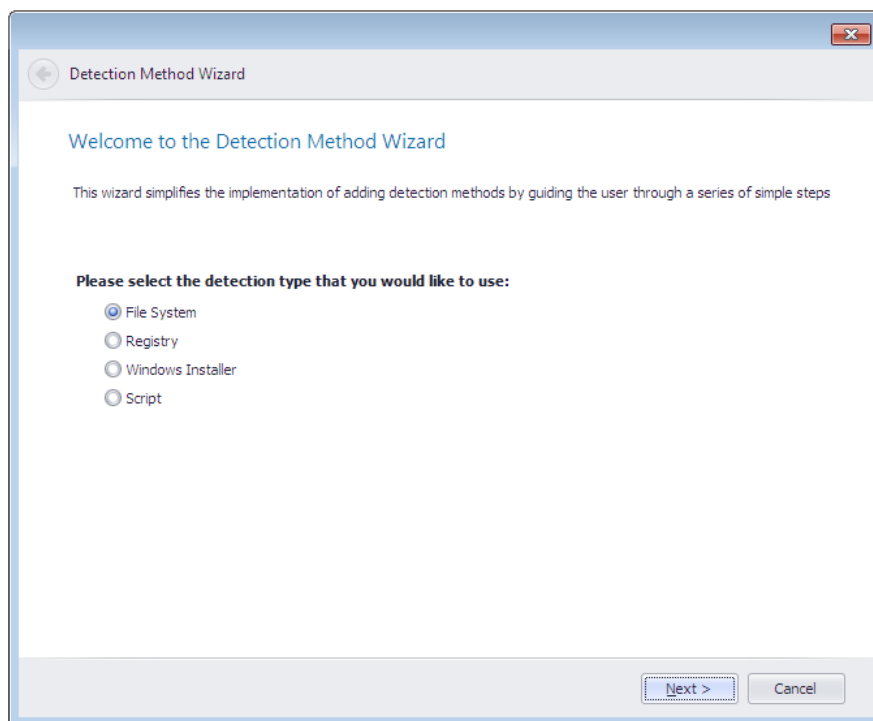 Detection Method Wizard
Welcome to the Detection Method Wizard
This wizard simplifies the implementation of adding detection methods by guiding the user through a series of simple steps
Please select the detection type that you would like to use:
File System
Registry
Windows Installer
Script
Next >
Cancel